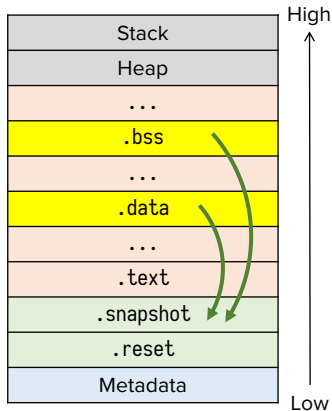 High
Stack
Heap
...
.bss
...
.data
...
.text
.snapshot
.reset
Metadata
Low